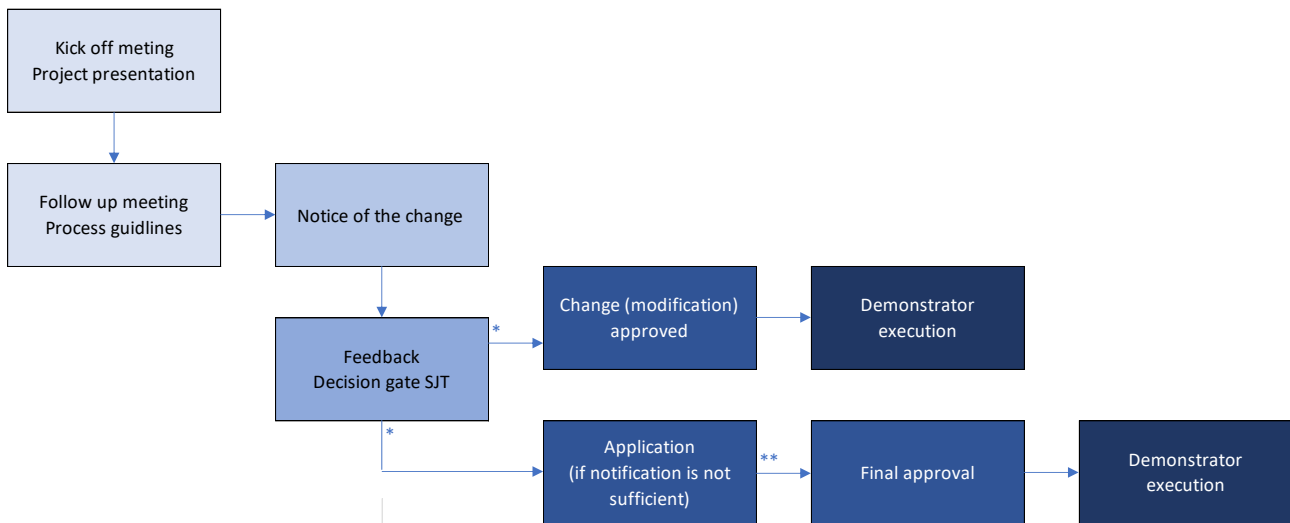 Kick off meting
Project presentation
Follow up meeting
Process guidlines
Notice of the change
Feedback
Decision gate SJT
*
Change (modification)
approved
Demonstrator
execution
*
Application
(if notification is not
sufficient)
**
Final approval
Demonstrator
execution